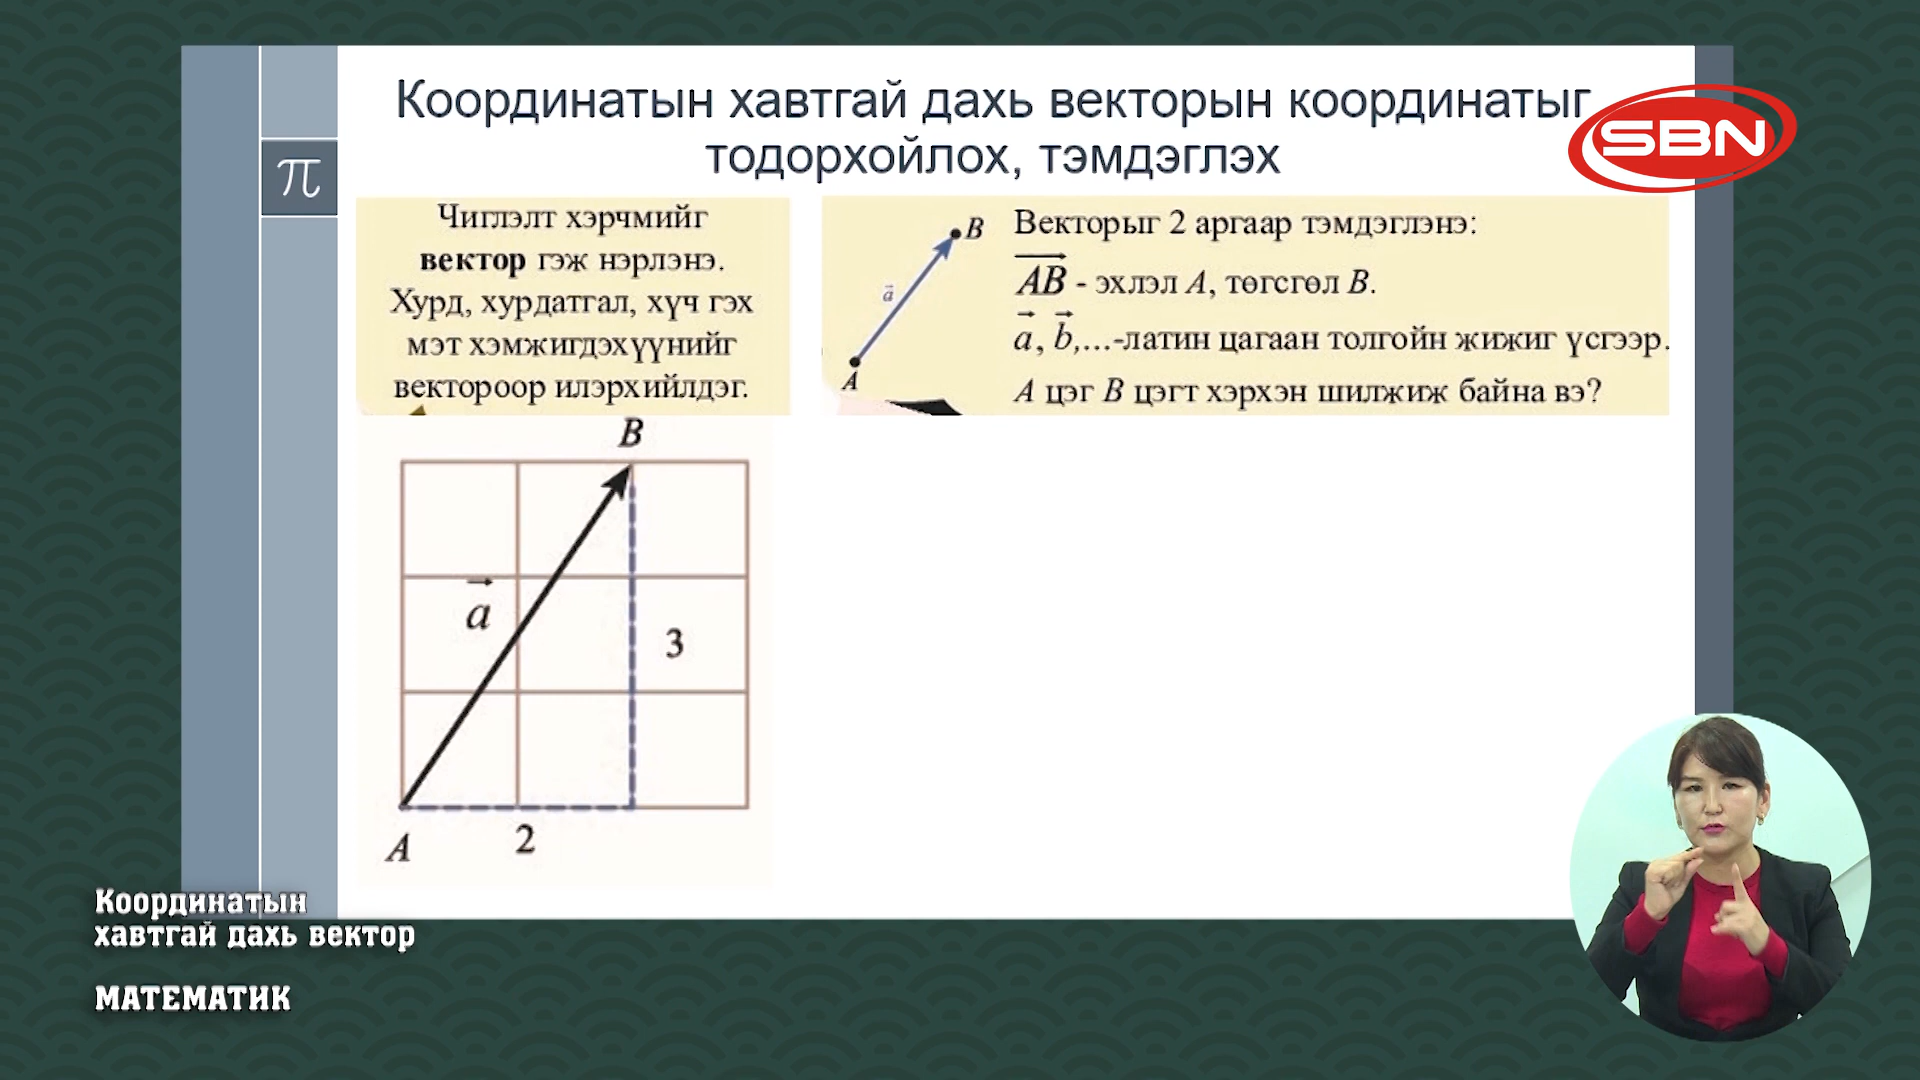 Координатын хавтгай дахь векторын координатыг
тодорхойлох, тэмдэглэх
SBN
π
Чиглэлт хэрчмийг
вектор гэж нэрлэнэ.
Хурд, хурдатгал, хүч гэх
мэт хэмжигдэхүүнийг
вектороор илэрхийлдэг.
B
a⃗
A
Векторыг 2 аргаар тэмдэглэнэ:
A͞B⃗ - эхлэл A, төгсгөл B.
a⃗, b⃗,...-латин цагаан толгойн жижиг үсгээр.
A цэг B цэгт хэрхэн шилжиж байна вэ?
B
a⃗
3
A
2
Координатын
хавтгай дахь вектор
МАТЕМАТИК